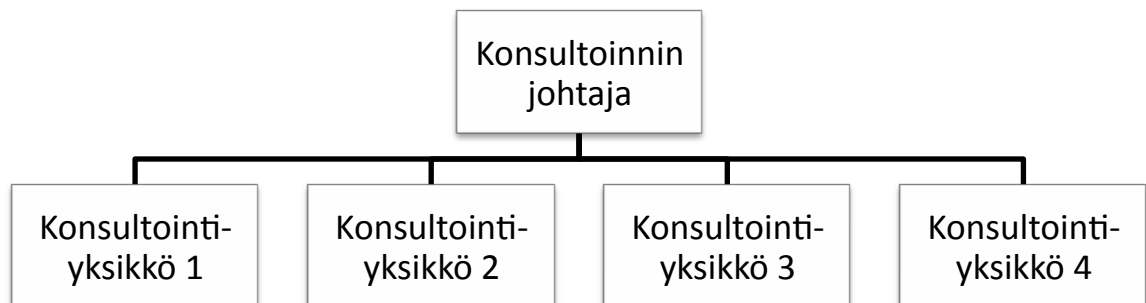 Konsultoinnin
johtaja
Konsultointi-
yksikkö 1
Konsultointi-
yksikkö 2
Konsultointi-
yksikkö 3
Konsultointi-
yksikkö 4